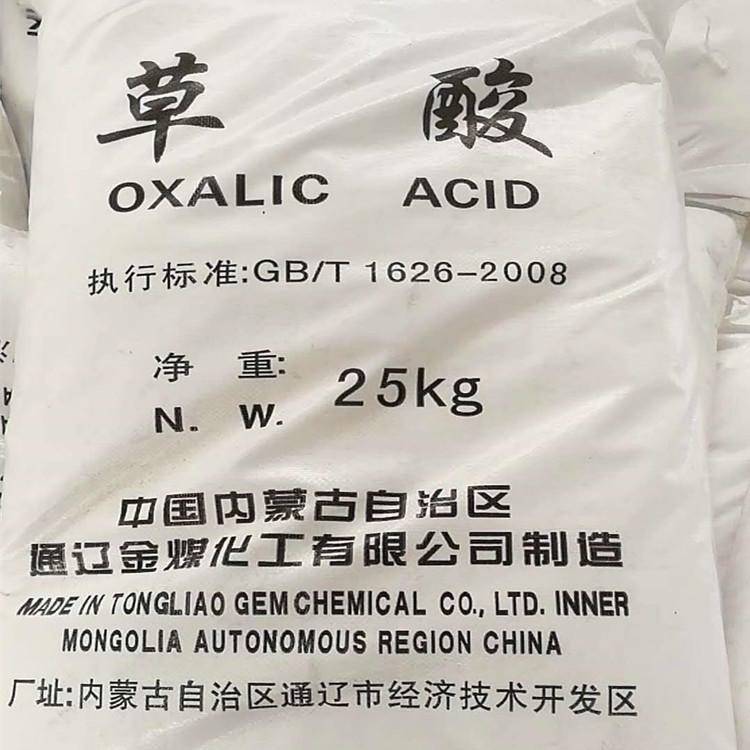 草 酸
OXALIC ACID
执行标准:GB/T 1626-2008
净 重: 25kg
N. W.
中国内蒙古自治区
通辽金煤化工有限公司制造
MADE IN TONGLIAO GEM CHEMICAL CO., LTD. INNER
MONGOLIA AUTONOMOUS REGION CHINA
厂址:内蒙古自治区通辽市经济技术开发区